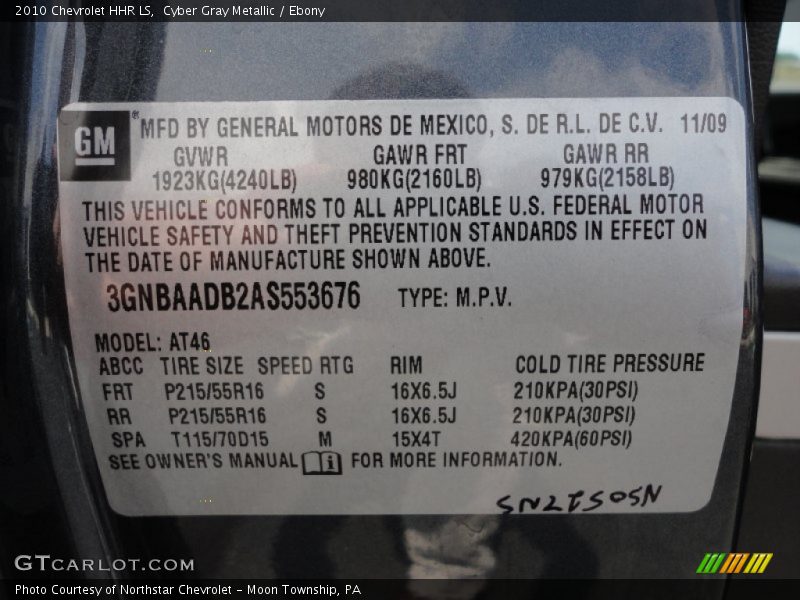 2010 Chevrolet HHR LS, Cyber Gray Metallic / Ebony
GM ® MFD BY GENERAL MOTORS DE MEXICO, S. DE R.L. DE C.V. 11/09
GVWR GAWR FRT GAWR RR
1923KG(4240LB) 980KG(2160LB) 979KG(2158LB)
THIS VEHICLE CONFORMS TO ALL APPLICABLE U.S. FEDERAL MOTOR
VEHICLE SAFETY AND THEFT PREVENTION STANDARDS IN EFFECT ON
THE DATE OF MANUFACTURE SHOWN ABOVE.
3GNBAADB2AS553676 TYPE: M.P.V.
MODEL: AT46
ABCC TIRE SIZE SPEED RTG RIM COLD TIRE PRESSURE
FRT P215/55R16 S 16X6.5J 210KPA(30PSI)
RR P215/55R16 S 16X6.5J 210KPA(30PSI)
SPA T115/70D15 M 15X4T 420KPA(60PSI)
SEE OWNER'S MANUAL FOR MORE INFORMATION.
GTCARLOT.COM
Photo Courtesy of Northstar Chevrolet - Moon Township, PA